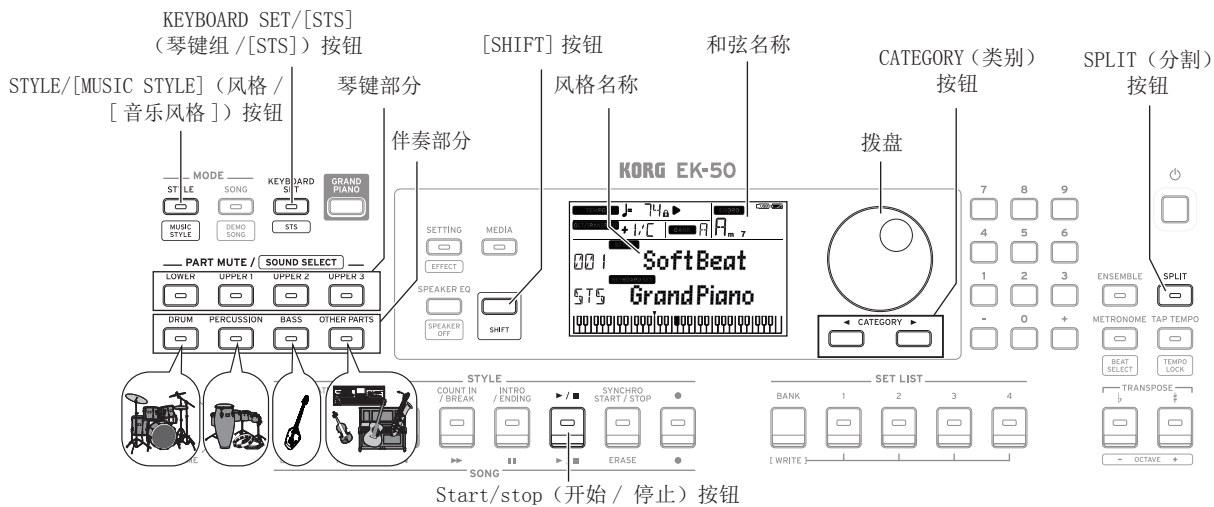 KEYBOARD SET/[STS]
（琴键组 /[STS]）按钮
[SHIFT] 按钮
和弦名称
CATEGORY（类别）
按钮
SPLIT（分割）
按钮
STYLE/[MUSIC STYLE]（风格 /
[ 音乐风格 ]）按钮
琴键部分
风格名称
伴奏部分
拨盘
KORG EK-50
MODE
STYLE
SONG
KEYBOARD
SET
GRAND
PIANO
MUSIC
STYLE
DEMO
SONG
STS
SETTING
MEDIA
EFFECT
74
+1/C
A
Am 7
001 SoftBeat
STS GrandPiano
7 8 9
4 5 6
1 2 3
- 0 +
PART MUTE / SOUND SELECT
LOWER UPPER 1 UPPER 2 UPPER 3
SPEAKER EQ
SPEAKER
OFF
SHIFT
◄ CATEGORY ►
ENSEMBLE
SPLIT
DRUM PERCUSSION BASS OTHER PARTS
METRONOME TAP TEMPO
BEAT
SELECT
TEMPO
LOCK
STYLE
COUNT IN
/ BREAK
INTRO
/ ENDING
►/■
SYNCHRO
START / STOP
●
SET LIST
BANK 1 2 3 4
TRANSPOSE
♭ ♯
[ WRITE ]
- OCTAVE +
ERASE
SONG
Start/stop（开始 / 停止）按钮